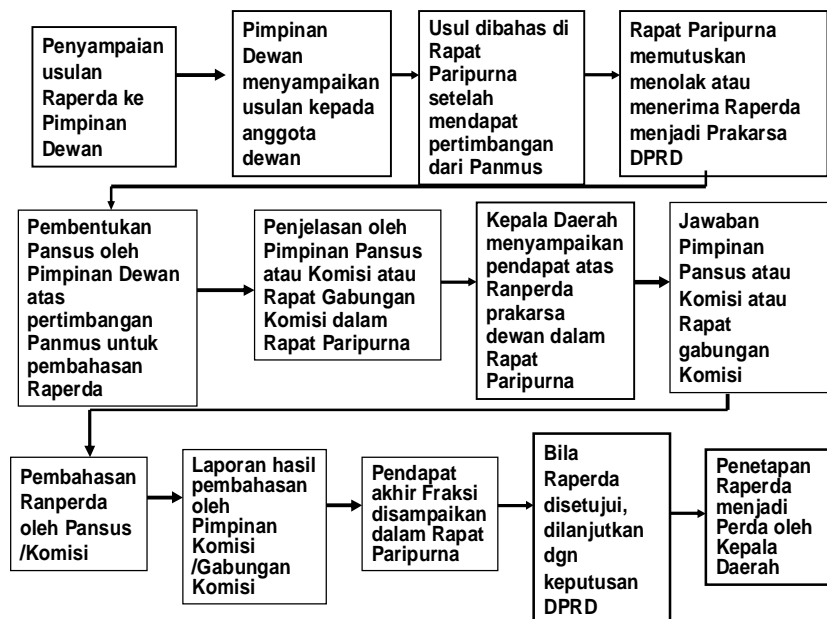 Penyampaian
usulan
Raperda ke
Pimpinan
Dewan
Pimpinan
Dewan
menyampaikan
usulan kepada
anggota
dewan
Usul dibahas di
Rapat
Paripurna
setelah
mendapat
pertimbangan
dari Panmus
Rapat Paripurna
memutuskan
menolak atau
menerima Raperda
menjadi Prakarsa
DPRD
Pembentukan
Pansus oleh
Pimpinan Dewan
atas
pertimbangan
Panmus untuk
pembahasan
Raperda
Penjelasan oleh
Pimpinan Pansus
atau Komisi atau
Rapat Gabungan
Komisi dalam
Rapat Paripurna
Kepala Daerah
menyampaikan
pendapat atas
Ranperda
prakarsa
dewan dalam
Rapat
Paripurna
Jawaban
Pimpinan
Pansus atau
Komisi atau
Rapat
gabungan
Komisi
Pembahasan
Ranperda
oleh Pansus
/Komisi
Laporan hasil
pembahasan
oleh
Pimpinan
Komisi
/Gabungan
Komisi
Pendapat
akhir Fraksi
disampaikan
dalam Rapat
Paripurna
Bila
Raperda
disetujui,
dilanjutkan
dgn
keputusan
DPRD
Penetapan
Raperda
menjadi
Perda oleh
Kepala
Daerah